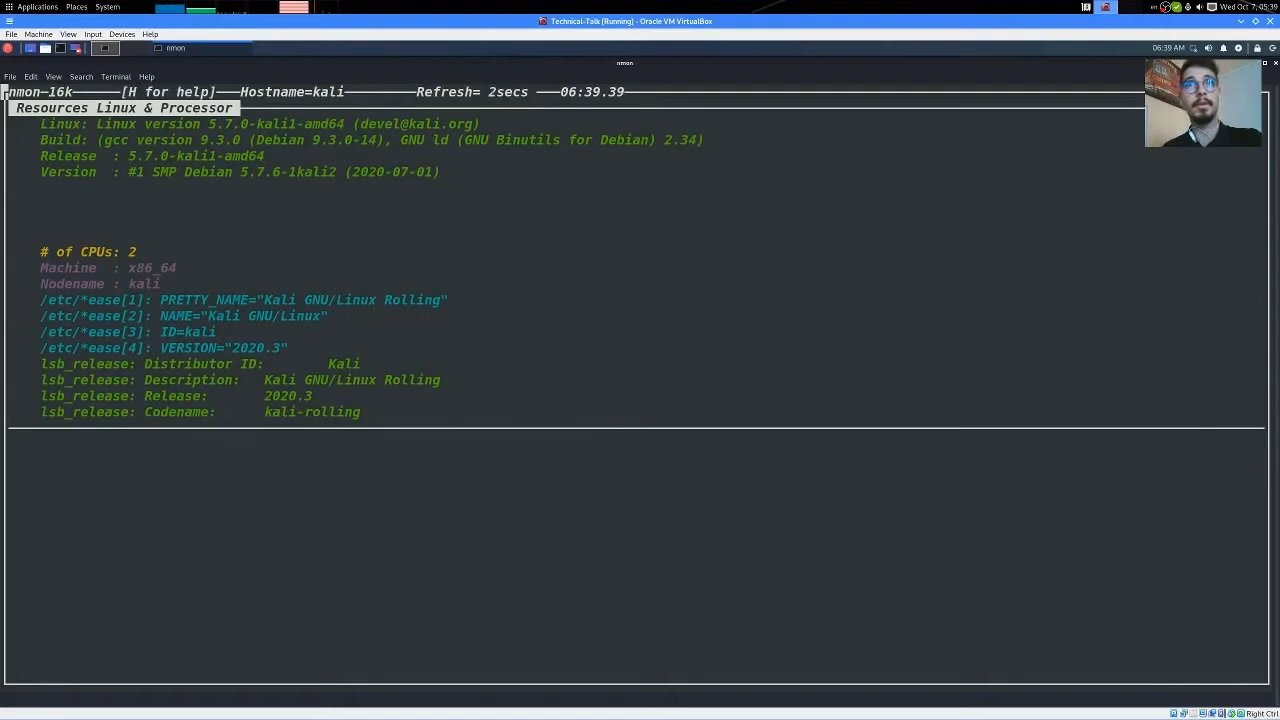 Applications Places System
en
Wed Oct 7, 05:39
Technical-Talk [Running] - Oracle VM VirtualBox
File Machine View Input Devices Help
nmon
06:39 AM
nmon
File Edit View Search Terminal Help
nmon─16k──────[H for help]───Hostname=kali─────────Refresh= 2secs ───06:39.39
Resources Linux & Processor
Linux: Linux version 5.7.0-kali1-amd64 (devel@kali.org)
Build: (gcc version 9.3.0 (Debian 9.3.0-14), GNU ld (GNU Binutils for Debian) 2.34)
Release : 5.7.0-kali1-amd64
Version : #1 SMP Debian 5.7.6-1kali2 (2020-07-01)
# of CPUs: 2
Machine : x86_64
Nodename : kali
/etc/*ease[1]: PRETTY_NAME="Kali GNU/Linux Rolling"
/etc/*ease[2]: NAME="Kali GNU/Linux"
/etc/*ease[3]: ID=kali
/etc/*ease[4]: VERSION="2020.3"
lsb_release: Distributor ID: Kali
lsb_release: Description: Kali GNU/Linux Rolling
lsb_release: Release: 2020.3
lsb_release: Codename: kali-rolling
Right Ctrl